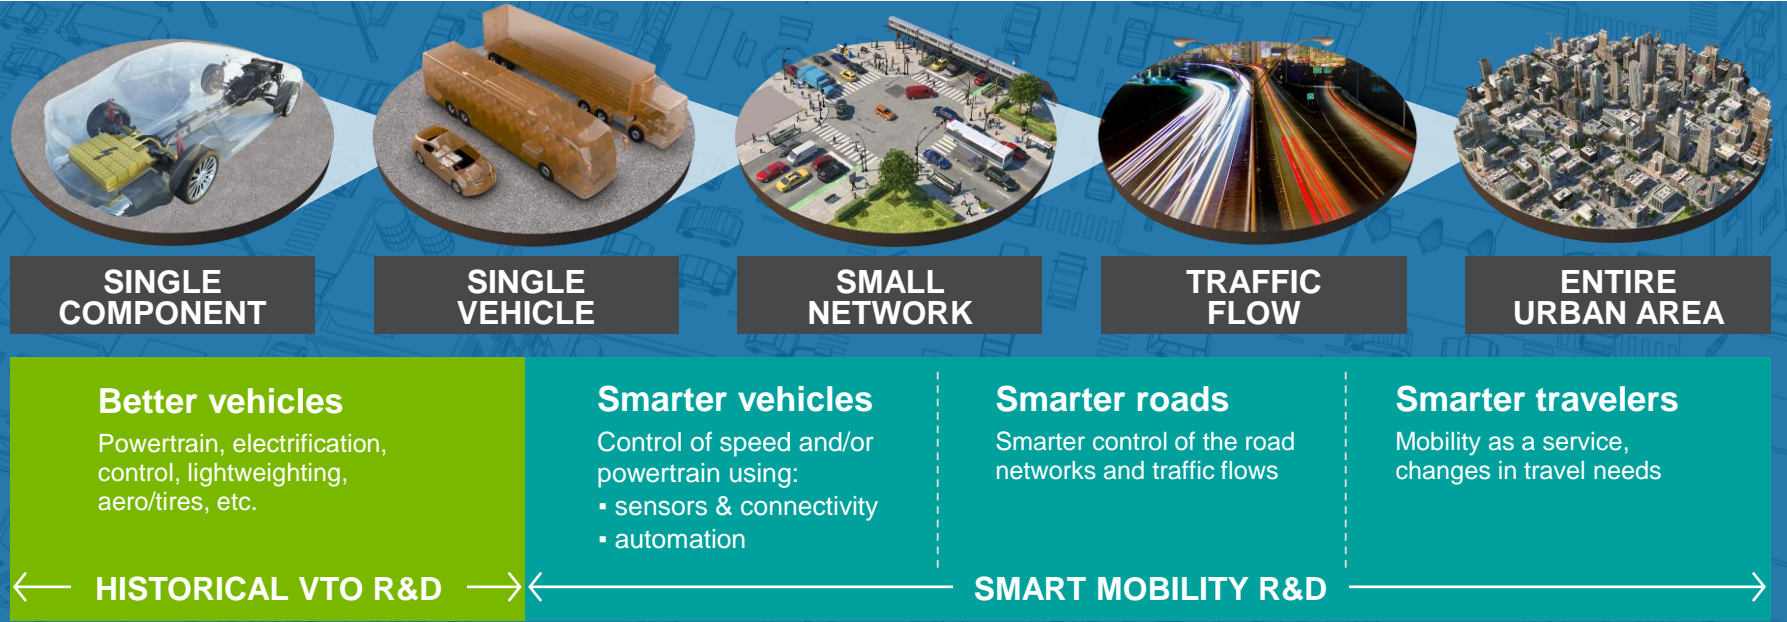 SINGLE
COMPONENT
SINGLE
VEHICLE
SMALL
NETWORK
TRAFFIC
FLOW
ENTIRE
URBAN AREA
Better vehicles
Powertrain, electrification,
control, lightweighting,
aero/tires, etc.
Smarter vehicles
Control of speed and/or
powertrain using:
▪ sensors & connectivity
▪ automation
Smarter roads
Smarter control of the road
networks and traffic flows
Smarter travelers
Mobility as a service,
changes in travel needs
HISTORICAL VTO R&D
SMART MOBILITY R&D